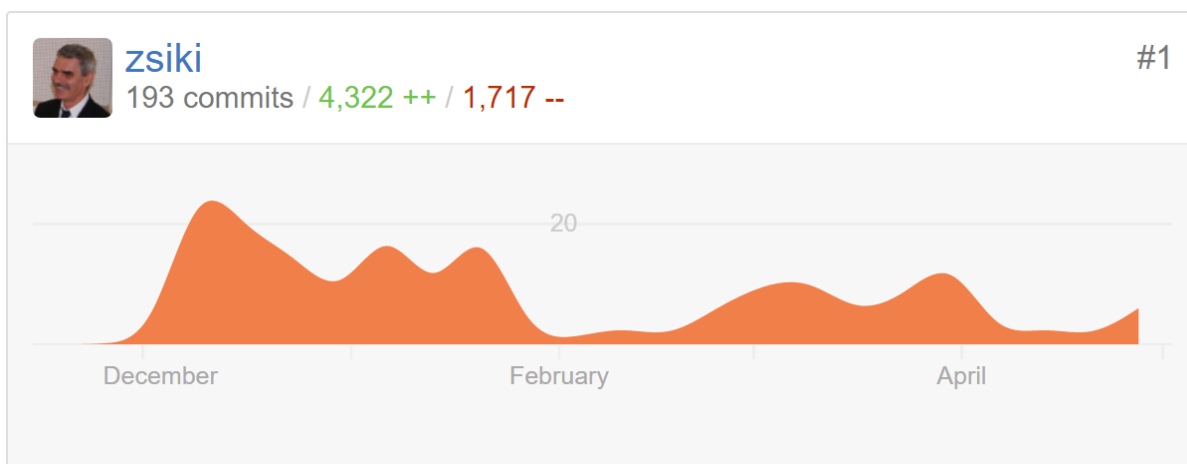 zsiki
#1
193 commits / 4,322 ++ / 1,717 --
20
December February April